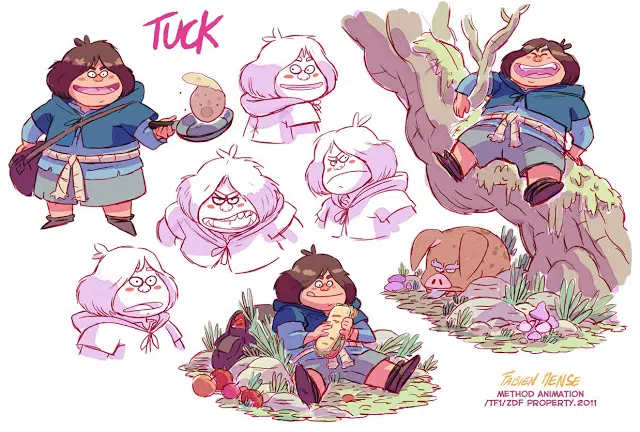 TUCK
FABIEN MENSE
METHOD ANIMATION
/TF1/ZDF PROPERTY.2011